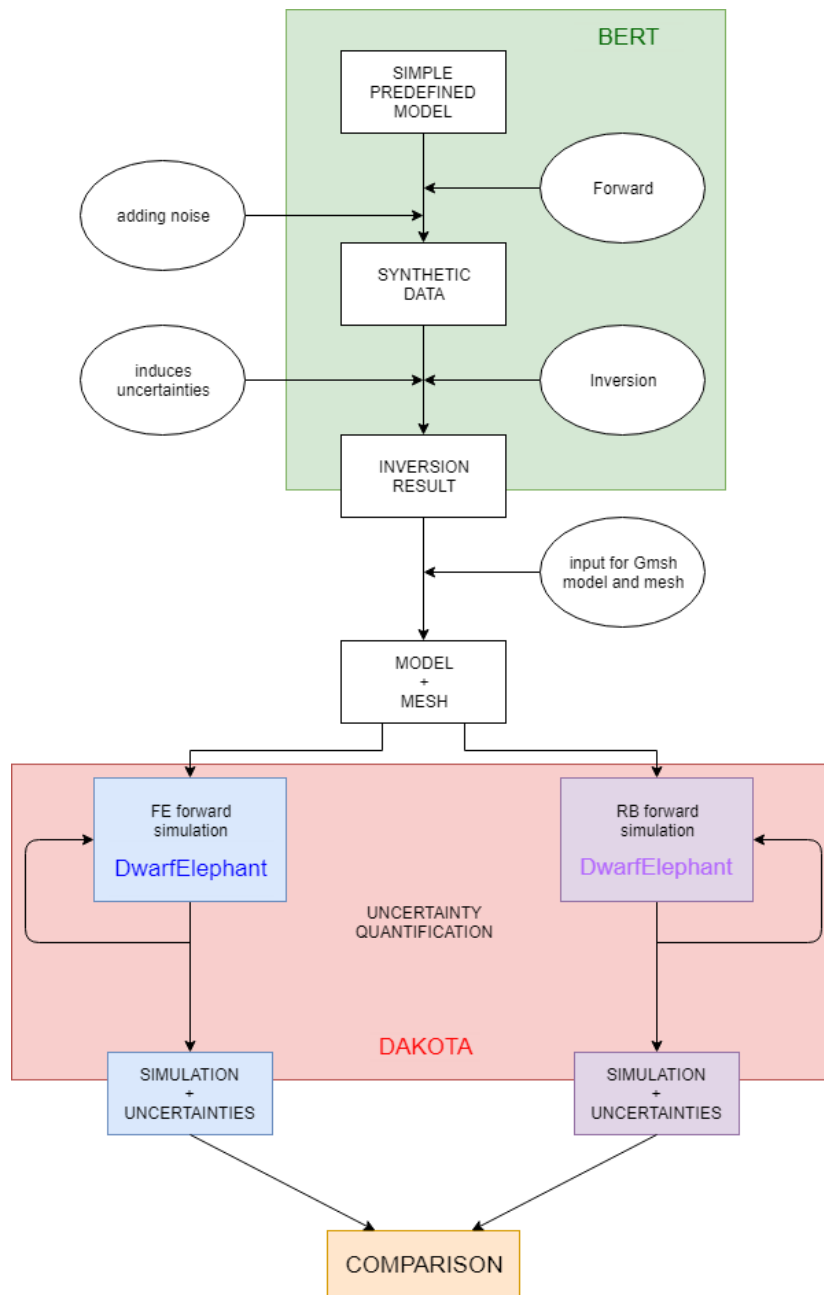 BERT
SIMPLE
PREDEFINED
MODEL
Forward
adding noise
SYNTHETIC
DATA
induces
uncertainties
Inversion
INVERSION
RESULT
input for Gmsh
model and mesh
MODEL
+
MESH
FE forward
simulation
DwarfElephant
RB forward
simulation
DwarfElephant
UNCERTAINTY
QUANTIFICATION
DAKOTA
SIMULATION
+
UNCERTAINTIES
SIMULATION
+
UNCERTAINTIES
COMPARISON